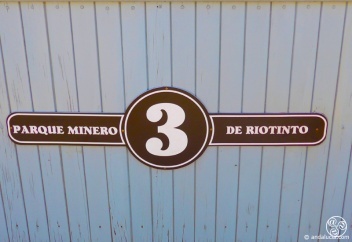 PARQUE MINERO 3 DE RIOTINTO
© andalucia.com